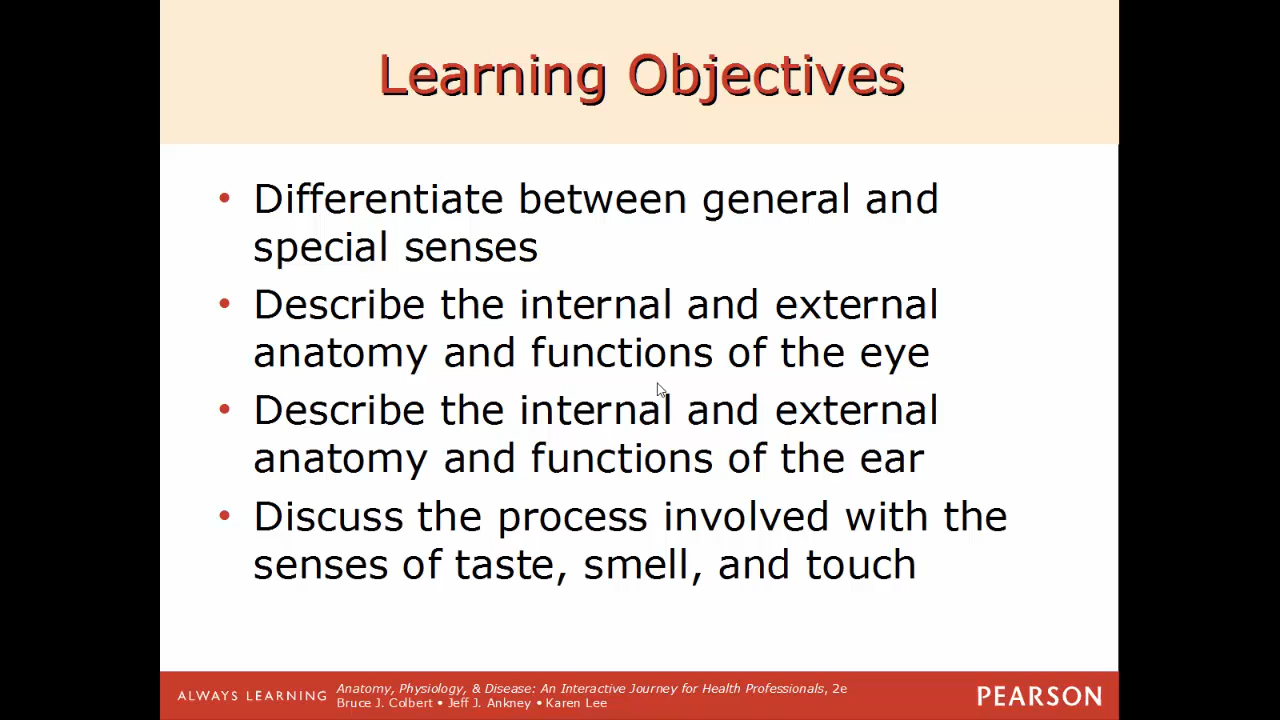 Learning Objectives
• Differentiate between general and
special senses
• Describe the internal and external
anatomy and functions of the eye
• Describe the internal and external
anatomy and functions of the ear
• Discuss the process involved with the
senses of taste, smell, and touch
ALWAYS LEARNING
Anatomy, Physiology, & Disease: An Interactive Journey for Health Professionals, 2e
Bruce J. Colbert • Jeff J. Ankney • Karen Lee
PEARSON